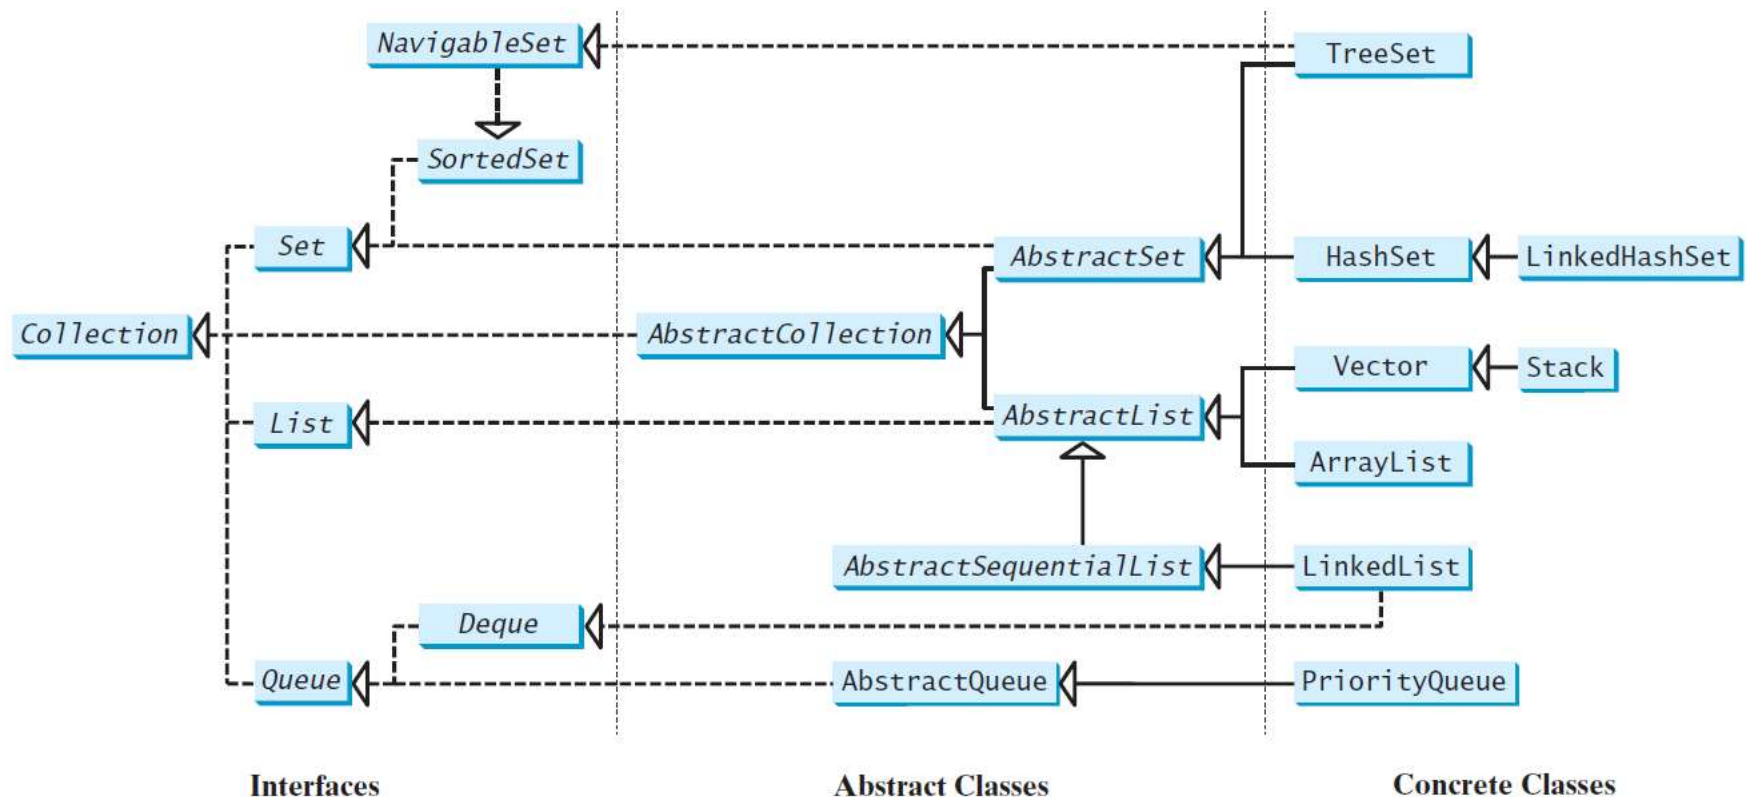 NavigableSet
TreeSet
SortedSet
Set
AbstractSet
HashSet
LinkedHashSet
Collection
AbstractCollection
Vector
Stack
List
AbstractList
ArrayList
AbstractSequentialList
LinkedList
Deque
Queue
AbstractQueue
PriorityQueue
Interfaces
Abstract Classes
Concrete Classes